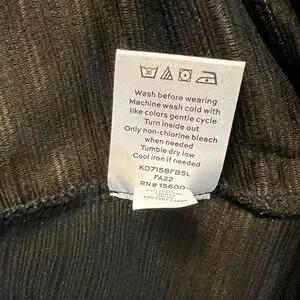 30
Wash before wearing
Machine wash cold with
like colors gentle cycle
Turn inside out
Only non-chlorine bleach
when needed
Tumble dry low
Cool iron if needed
KD7158FBSL
FA22
RN# 15600